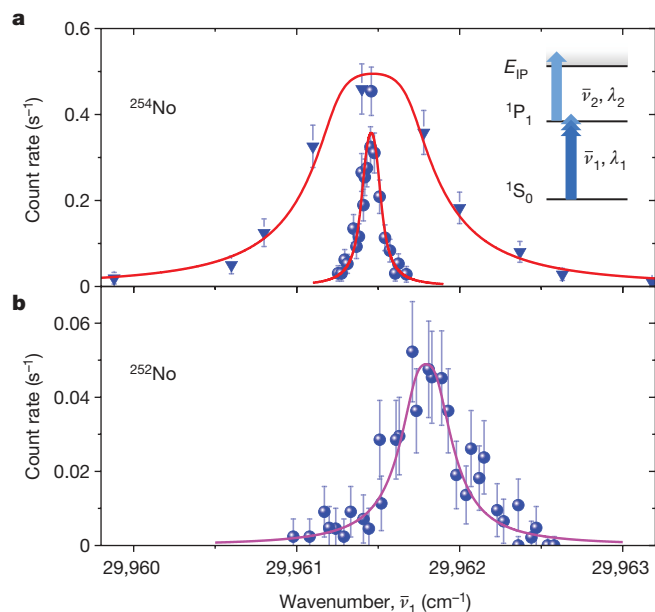 a
0.6
0.4
0.2
0
Count rate (s⁻¹)
²⁵⁴No
E_IP
¹P₁
¹S₀
ν̄₂, λ₂
ν̄₁, λ₁
b
0.06
0.04
0.02
0
Count rate (s⁻¹)
²⁵²No
29,960
29,961
29,962
29,963
Wavenumber, ν̄₁ (cm⁻¹)